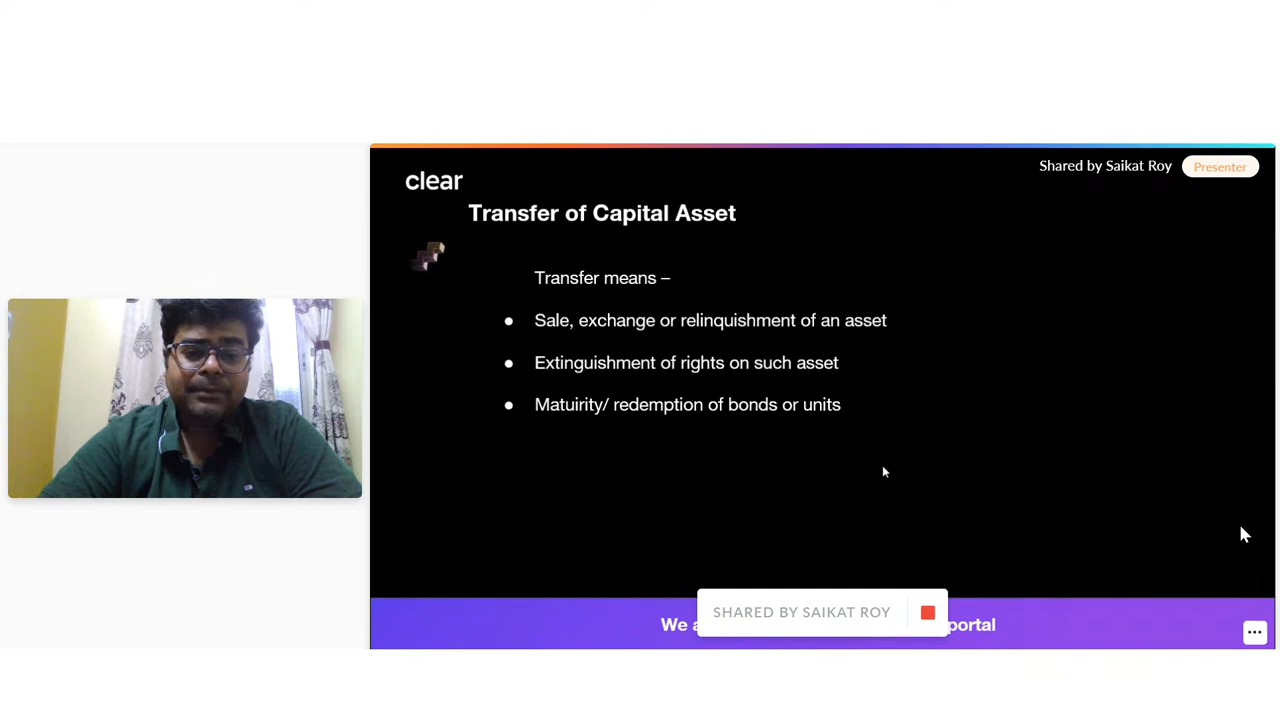 Shared by Saikat Roy Presenter
clear
Transfer of Capital Asset
Transfer means –
● Sale, exchange or relinquishment of an asset
● Extinguishment of rights on such asset
● Matuirity/ redemption of bonds or units
SHARED BY SAIKAT ROY
We portal